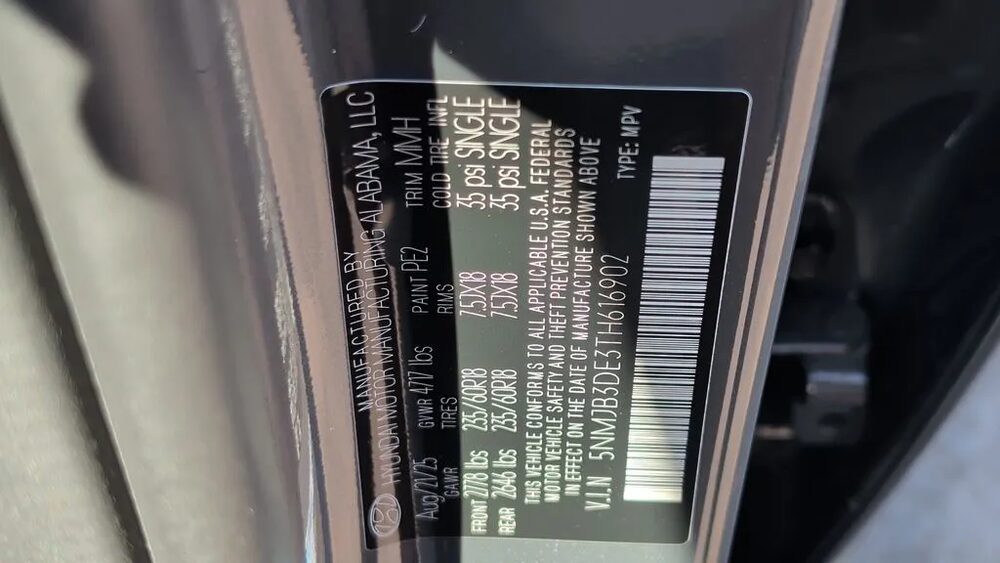 MANUFACTURED BY
HYUNDAI MOTOR MANUFACTURING ALABAMA, LLC
Aug/21/25 GVWR 4717 lbs PAINT PE2 TRIM MMH
GAWR TIRES RIMS COLD TIRE INFL
FRONT 2778 lbs 235/60R18 7.5JX18 35 psi SINGLE
REAR 2646 lbs 235/60R18 7.5JX18 35 psi SINGLE
THIS VEHICLE CONFORMS TO ALL APPLICABLE U.S.A. FEDERAL
MOTOR VEHICLE SAFETY AND THEFT PREVENTION STANDARDS
IN EFFECT ON THE DATE OF MANUFACTURE SHOWN ABOVE
V.I.N 5NMJB3DE3TH616902 TYPE: MPV